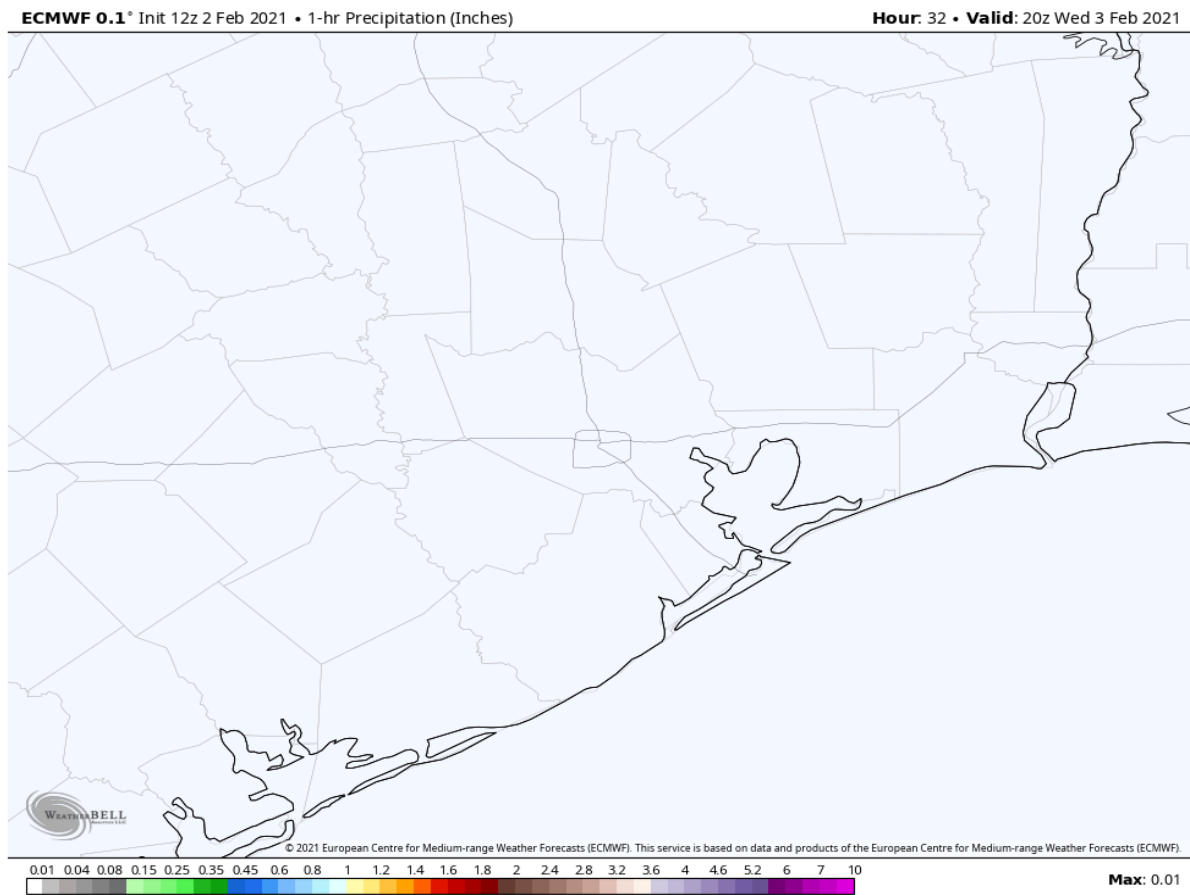 ECMWF 0.1° Init 12z 2 Feb 2021 • 1-hr Precipitation (Inches) Hour: 32 • Valid: 20z Wed 3 Feb 2021
WEATHERBELL
© 2021 European Centre for Medium-range Weather Forecasts (ECMWF). This service is based on data and products of the European Centre for Medium-range Weather Forecasts (ECMWF).
0.01 0.04 0.08 0.15 0.25 0.35 0.45 0.6 0.8 1 1.2 1.4 1.6 1.8 2 2.4 2.8 3.2 3.6 4 4.6 5.2 6 7 10 Max: 0.01